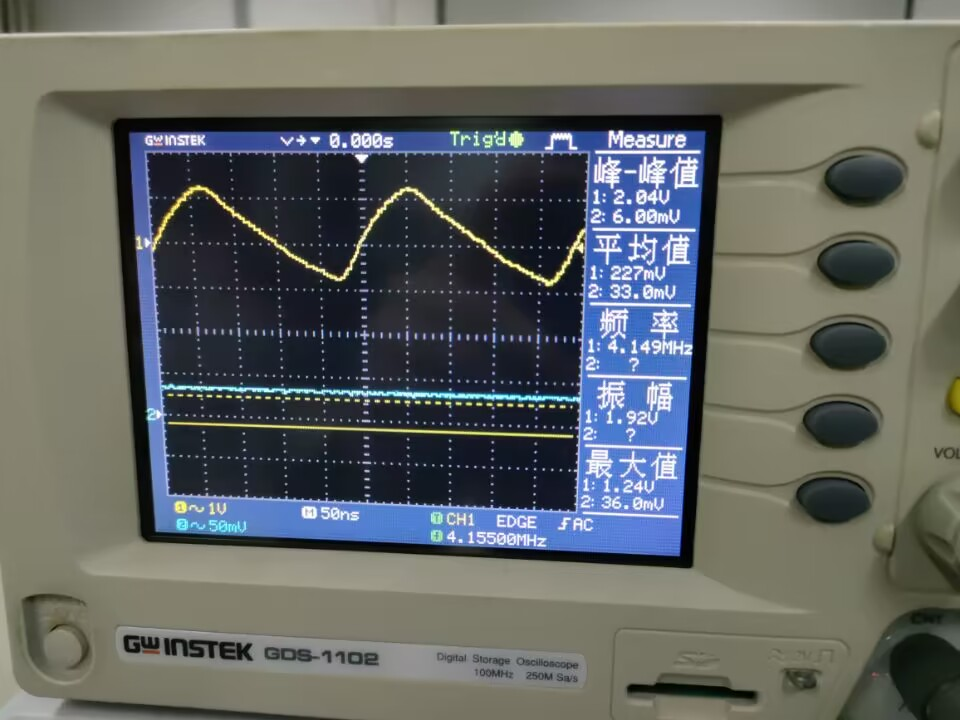 GWINSTEK
0.000s
Trig'd
Measure
峰-峰值
1: 2.04V
2: 6.00mV
平均值
1: 227mV
2: 33.0mV
频 率
1: 4.149MHz
2: ?
振 幅
1: 1.92V
2: ?
最大值
1: 1.24V
2: 36.0mV
1
2
1 ~ 1V
M 50ns
T CH1 EDGE AC
2 ~ 50mV
4.15500MHz
GWINSTEK GDS-1102
Digital Storage Oscilloscope
100MHz 250M Sa/s
VOL